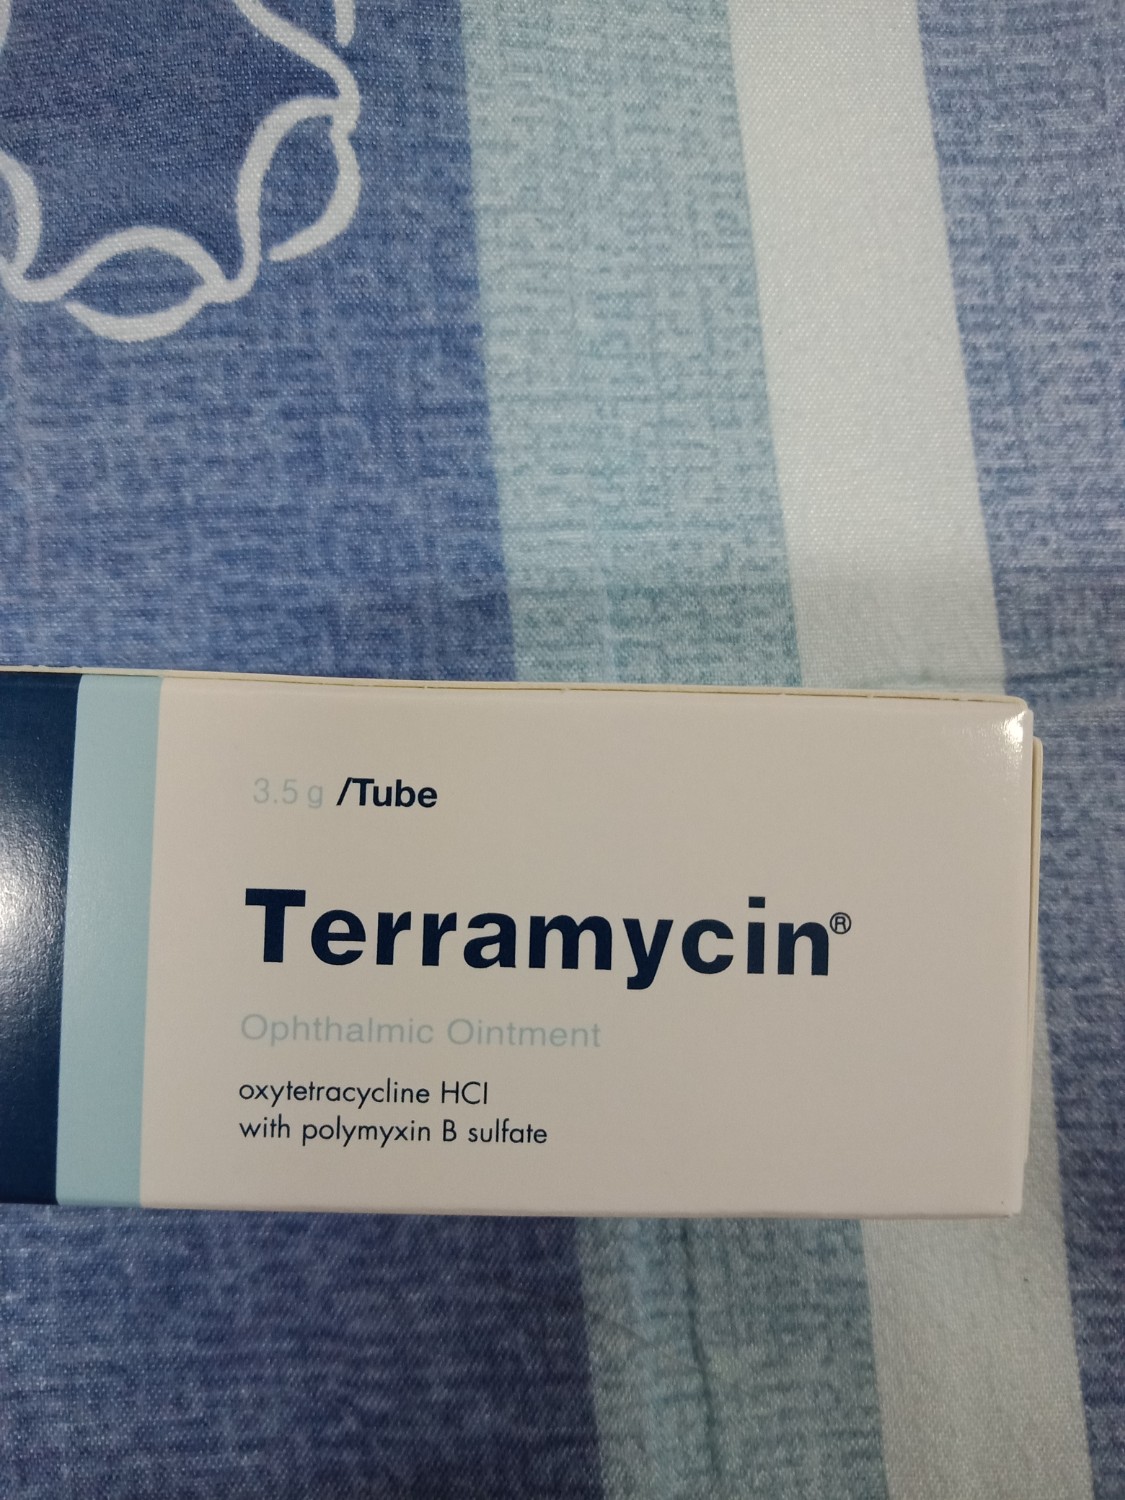 3.5 g /Tube
Terramycin®
Ophthalmic Ointment
oxytetracycline HCl
with polymyxin B sulfate